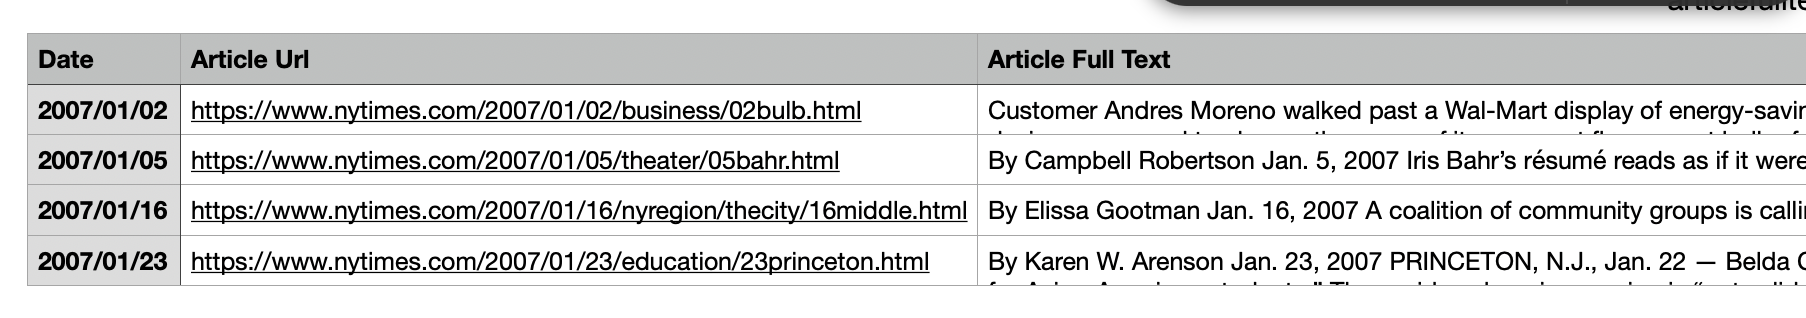 Date Article Url Article Full Text
2007/01/02 https://www.nytimes.com/2007/01/02/business/02bulb.html Customer Andres Moreno walked past a Wal-Mart display of energy-savin
2007/01/05 https://www.nytimes.com/2007/01/05/theater/05bahr.html By Campbell Robertson Jan. 5, 2007 Iris Bahr’s résumé reads as if it were
2007/01/16 https://www.nytimes.com/2007/01/16/nyregion/thecity/16middle.html By Elissa Gootman Jan. 16, 2007 A coalition of community groups is calli
2007/01/23 https://www.nytimes.com/2007/01/23/education/23princeton.html By Karen W. Arenson Jan. 23, 2007 PRINCETON, N.J., Jan. 22 — Belda